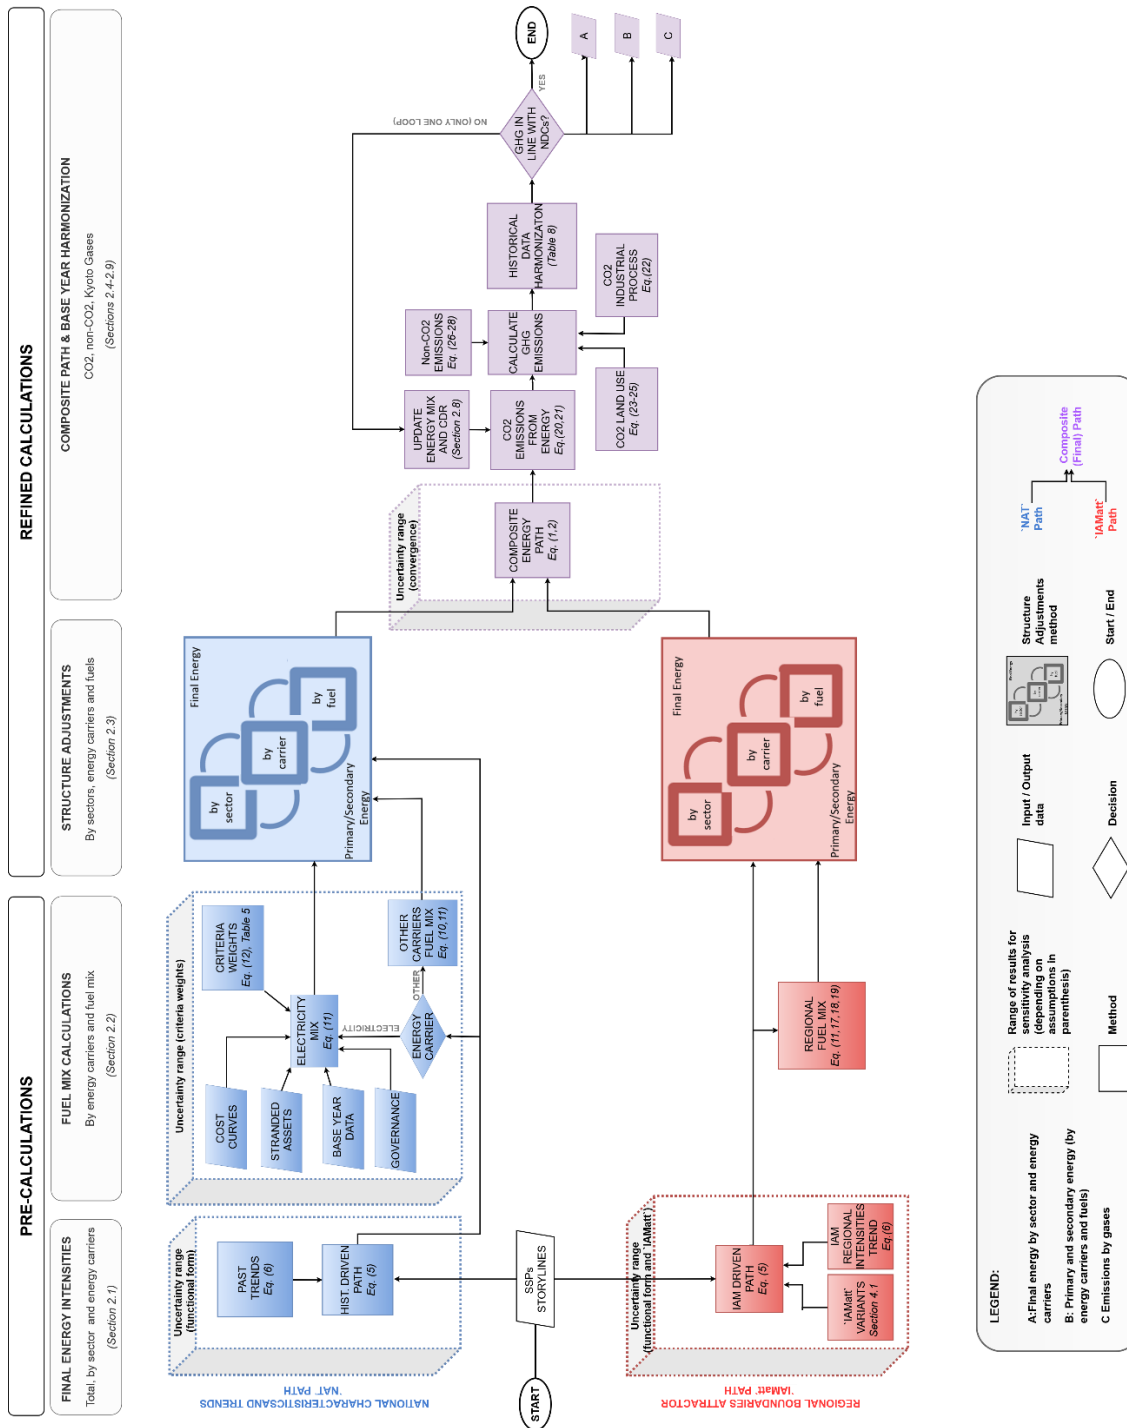 PRE-CALCULATIONS
REFINED CALCULATIONS
FINAL ENERGY INTENSITIES
Total, by sector and energy carriers
(Section 2.1)
FUEL MIX CALCULATIONS
By energy carriers and fuel mix
(Section 2.2)
STRUCTURE ADJUSTMENTS
By sectors, energy carriers and fuels
(Section 2.3)
COMPOSITE PATH & BASE YEAR HARMONIZATION
CO2, non-CO2, Kyoto Gases
(Sections 2.4-2.9)
NATIONAL CHARACTERISTICSAND TRENDS
`NAT` PATH
Uncertainty range
(functional form)
PAST
TRENDS
Eq. (6)
HIST. DRIVEN
PATH
Eq. (5)
Uncertainty range (criteria weights)
COST
CURVES
STRANDED
ASSETS
BASE YEAR
DATA
GOVERNANCE
CRITERIA
WEIGHTS
Eq. (12), Table 5
ELECTRICITY
MIX
Eq. (11)
ELECTRICITY
ENERGY
CARRIER
OTHER
OTHER
CARRIERS
FUEL MIX
Eq. (10,11)
Final Energy
by
sector
by
carrier
by
fuel
Primary/Secondary
Energy
START
SSPs
STORYLINES
REGIONAL BOUNDARIES ATTRACTOR
`IAMatt` PATH
Uncertainty range
(functional form and `IAMatt`)
IAM DRIVEN
PATH
Eq. (5)
`IAMatt`
VARIANTS
Section 4.1
IAM
REGIONAL
INTENSITIES
TREND
Eq.(6)
REGIONAL
FUEL MIX
Eq. (11,17,18,19)
Final Energy
by
sector
by
carrier
by
fuel
Primary/Secondary
Energy
Uncertainty range
(convergence)
COMPOSITE
ENERGY
PATH
Eq. (1,2)
UPDATE
ENERGY MIX
AND CDR
(Section 2.8)
CO2
EMISSIONS
FROM
ENERGY
Eq.(20,21)
Non-CO2
EMISSIONS
Eq. (26-28)
CALCULATE
GHG
EMISSIONS
CO2 LAND USE
Eq. (23-25)
CO2
INDUSTRIAL
PROCESS
Eq.(22)
HISTORICAL
DATA
HARMONIZATON
(Table 8)
GHG IN
LINE WITH
NDCs?
NO (ONLY ONE LOOP)
YES
END
A
B
C
LEGEND:
A:Final energy by sector and energy
carriers
B: Primary and secondary energy (by
energy carriers and fuels)
C Emissions by gases
Range of results for
sensitivity analysis
(depending on
assumptions in
parenthesis)
Method
Input / Output
data
Decision
Structure
Adjustments
method
Start / End
`NAT`
Path
`IAMatt`
Path
Composite
(Final) Path